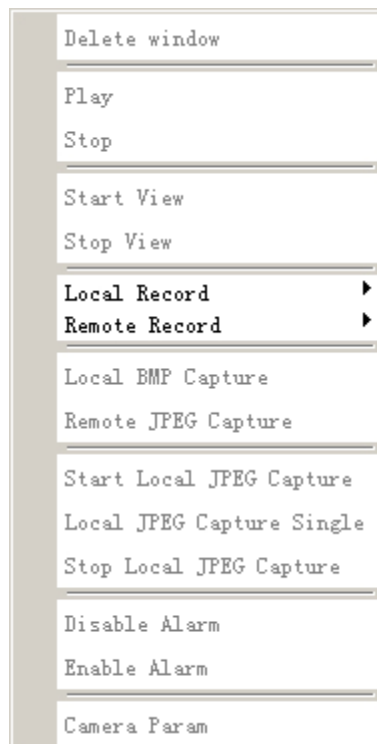 Delete window
Play
Stop
Start View
Stop View
Local Record
Remote Record
Local BMP Capture
Remote JPEG Capture
Start Local JPEG Capture
Local JPEG Capture Single
Stop Local JPEG Capture
Disable Alarm
Enable Alarm
Camera Param